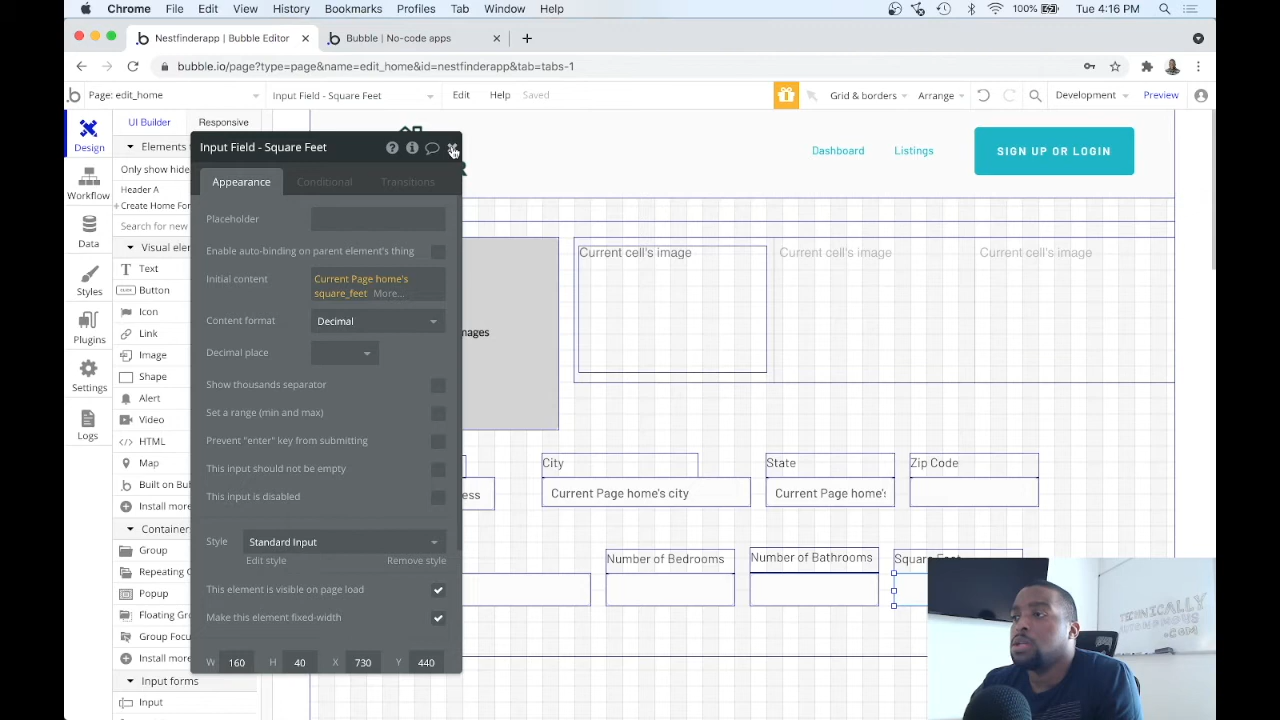 Chrome File Edit View History Bookmarks Profiles Tab Window Help 100% Tue 4:16 PM
Nestfinderapp | Bubble Editor Bubble | No-code apps
bubble.io/page?type=page&name=edit_home&id=nestfinderapp&tab=tabs-1
Page: edit_home Input Field - Square Feet Edit Help Saved Grid & borders Arrange Development Preview
Design
Workflow
Data
Styles
Plugins
Settings
Logs
UI Builder Responsive
Only show hidd
Header A
Create Home For
Search for new
Visual ele
Text
Button
Icon
Link
Image
Shape
Alert
Video
HTML
Map
Built on Bub
Install more
Container
Group
Repeating G
Popup
Floating Gro
Group Focu
Install more
Input forms
Input
Input Field - Square Feet
Appearance Conditional Transitions
Placeholder
Enable auto-binding on parent element's thing
Initial content Current Page home's
square_feet More...
Content format Decimal
Decimal place
Show thousands separator
Set a range (min and max)
Prevent "enter" key from submitting
This input should not be empty
This input is disabled
Style Standard Input
Edit style Remove style
This element is visible on page load
Make this element fixed-width
W 160 H 40 X 730 Y 440
Dashboard Listings SIGN UP OR LOGIN
Current cell's image Current cell's image Current cell's image
mages
City State Zip Code
ess Current Page home's city Current Page home's
Number of Bedrooms Number of Bathrooms
TECHNICALLY
.COM